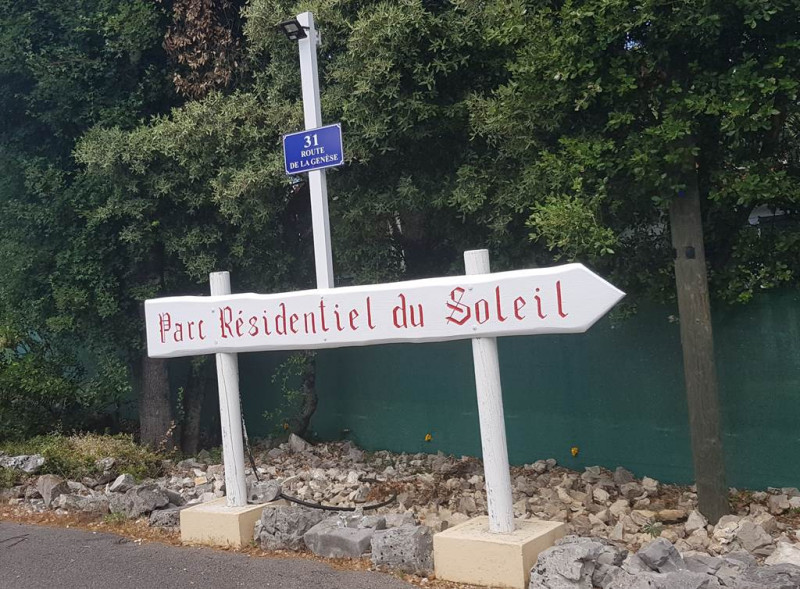 31
ROUTE
DE LA GENÈSE
Parc Résidentiel du Soleil